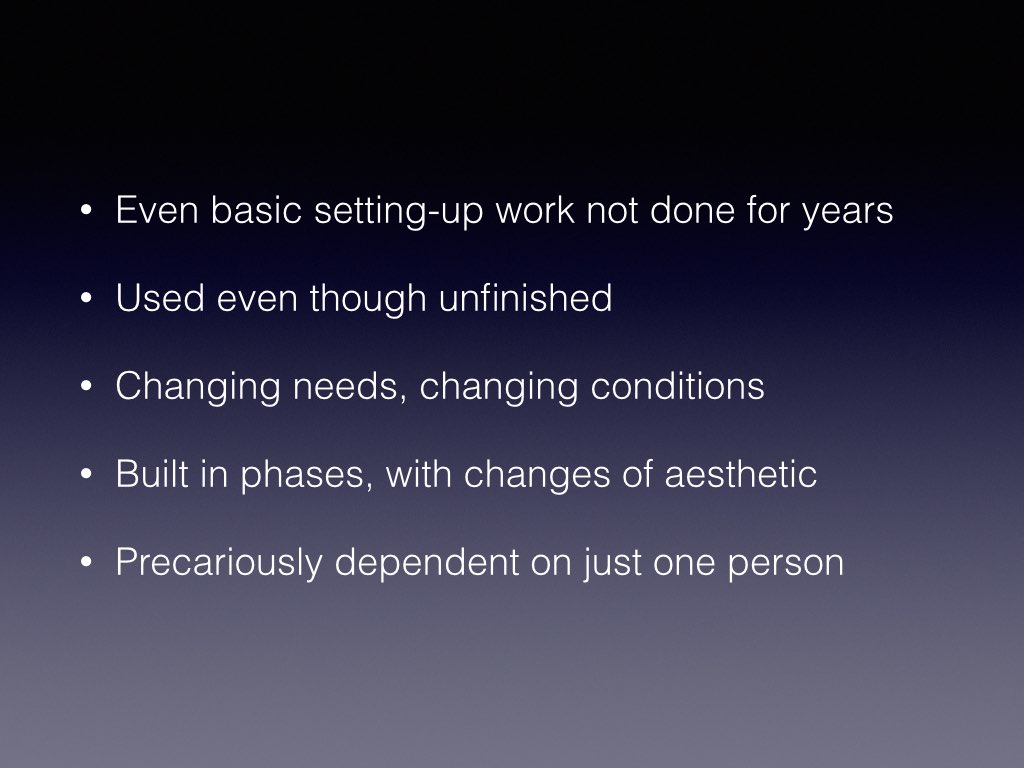 • Even basic setting-up work not done for years
• Used even though unfinished
• Changing needs, changing conditions
• Built in phases, with changes of aesthetic
• Precariously dependent on just one person